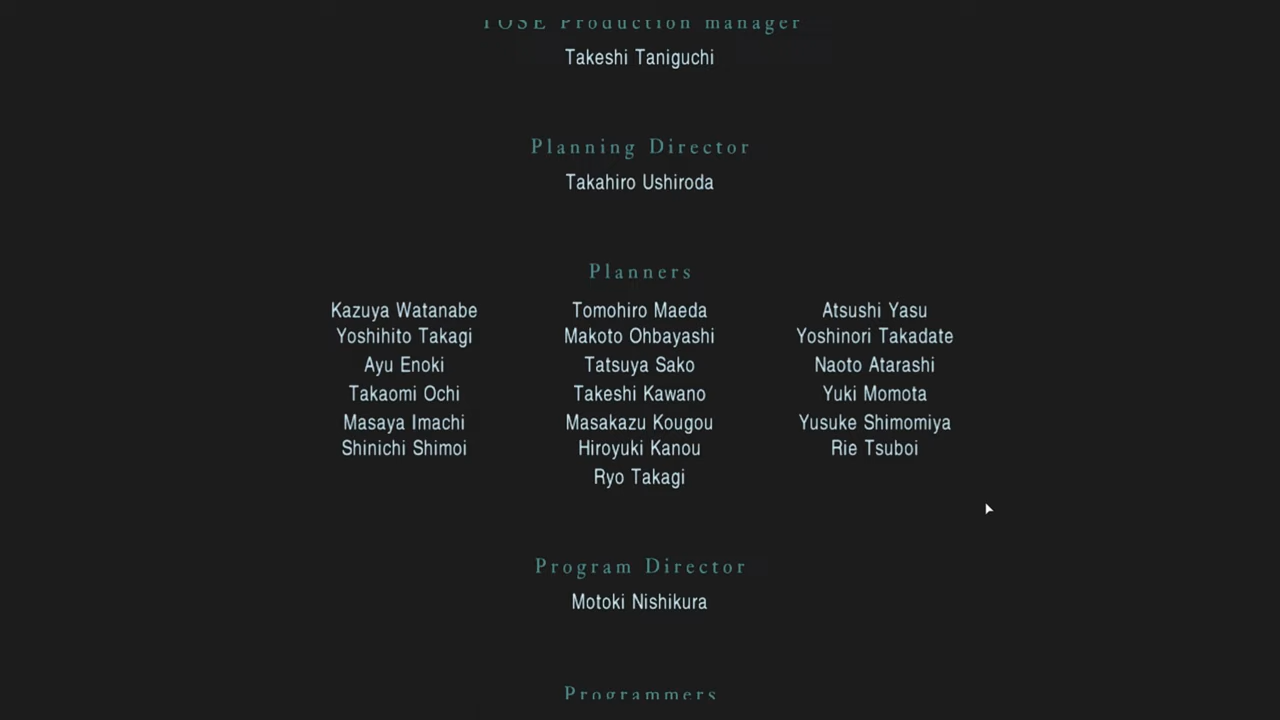 TOSE Production manager
Takeshi Taniguchi
Planning Director
Takahiro Ushiroda
Planners
Kazuya Watanabe Tomohiro Maeda Atsushi Yasu
Yoshihito Takagi Makoto Ohbayashi Yoshinori Takadate
Ayu Enoki Tatsuya Sako Naoto Atarashi
Takaomi Ochi Takeshi Kawano Yuki Momota
Masaya Imachi Masakazu Kougou Yusuke Shimomiya
Shinichi Shimoi Hiroyuki Kanou Rie Tsuboi
Ryo Takagi
Program Director
Motoki Nishikura
Programmers